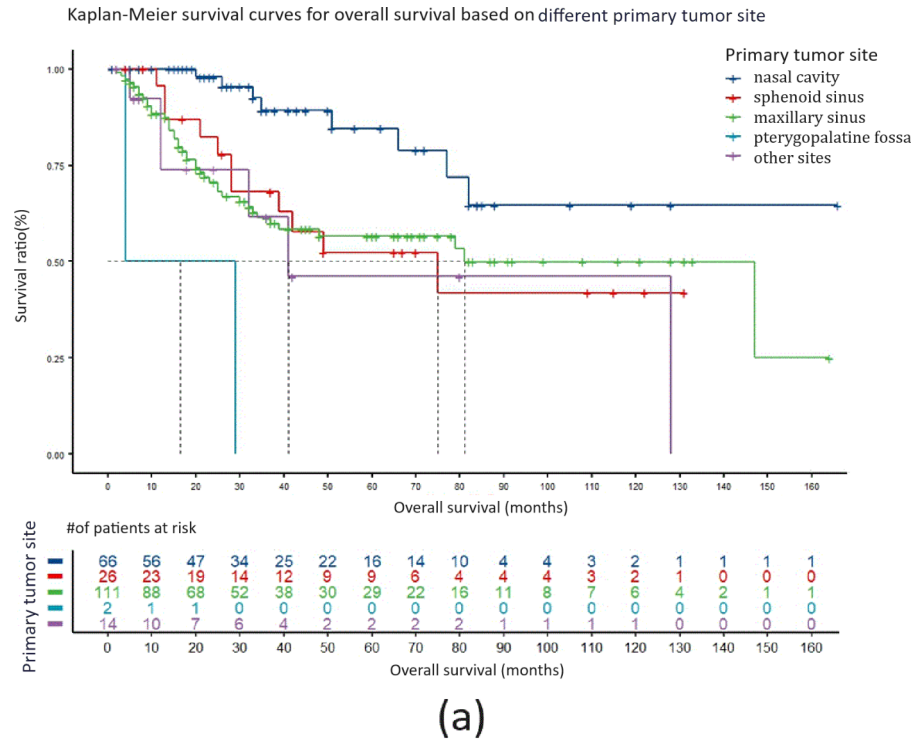 Kaplan-Meier survival curves for overall survival based on different primary tumor site
Primary tumor site
nasal cavity
sphenoid sinus
maxillary sinus
pterygopalatine fossa
other sites
Survival ratio(%)
1.00
0.75
0.50
0.25
0.00
0 10 20 30 40 50 60 70 80 90 100 110 120 130 140 150 160
Overall survival (months)
#of patients at risk
Primary tumor site
66 56 47 34 25 22 16 14 10 4 4 3 2 1 1 1 1
26 23 19 14 12 9 9 6 4 4 4 3 2 1 0 0 0
111 88 68 52 38 30 29 22 16 11 8 7 6 4 2 1 1
2 1 1 0 0 0 0 0 0 0 0 0 0 0 0 0 0
14 10 7 6 4 2 2 2 2 1 1 1 1 0 0 0 0
0 10 20 30 40 50 60 70 80 90 100 110 120 130 140 150 160
Overall survival (months)
(a)